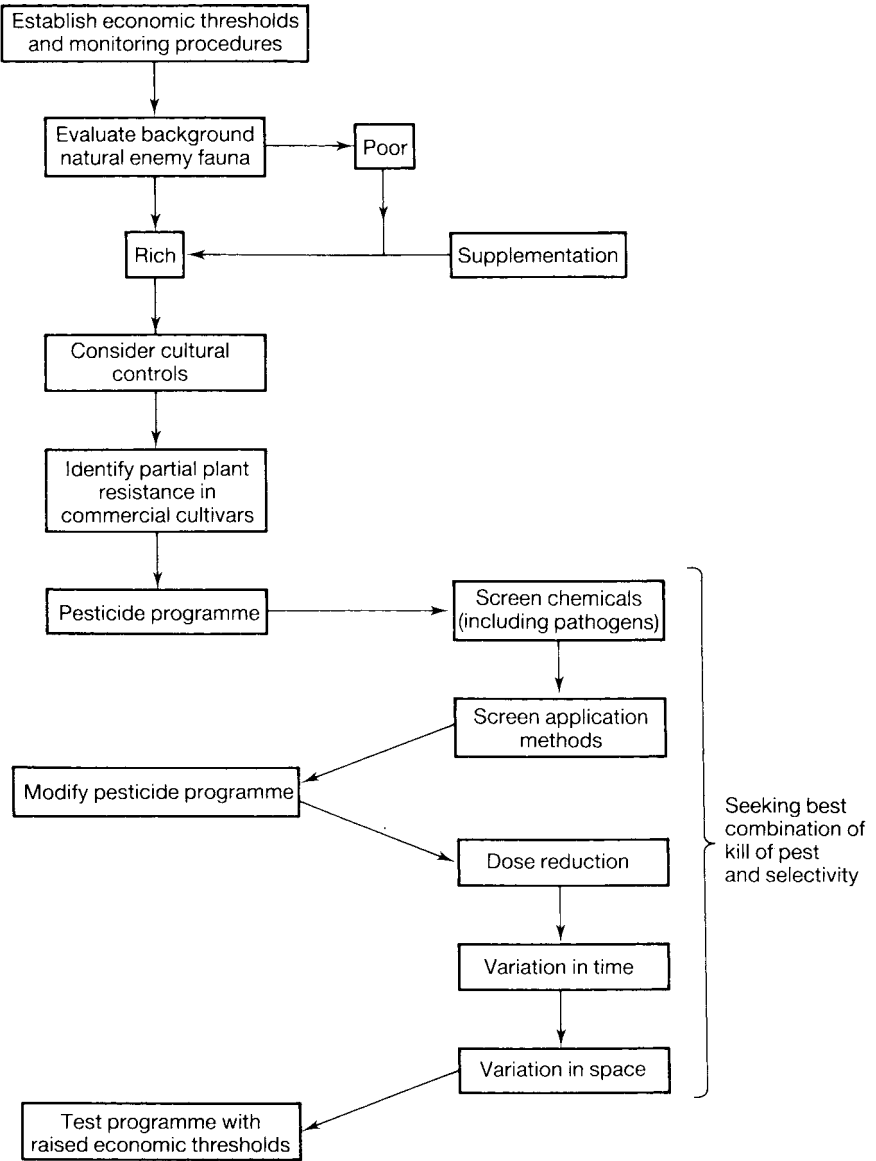 Establish economic thresholds
and monitoring procedures
Evaluate background
natural enemy fauna
Poor
Rich
Supplementation
Consider cultural
controls
Identify partial plant
resistance in
commercial cultivars
Pesticide programme
Screen chemicals
(including pathogens)
Screen application
methods
Modify pesticide programme
Seeking best
combination of
kill of pest
and selectivity
Dose reduction
Variation in time
Variation in space
Test programme with
raised economic thresholds